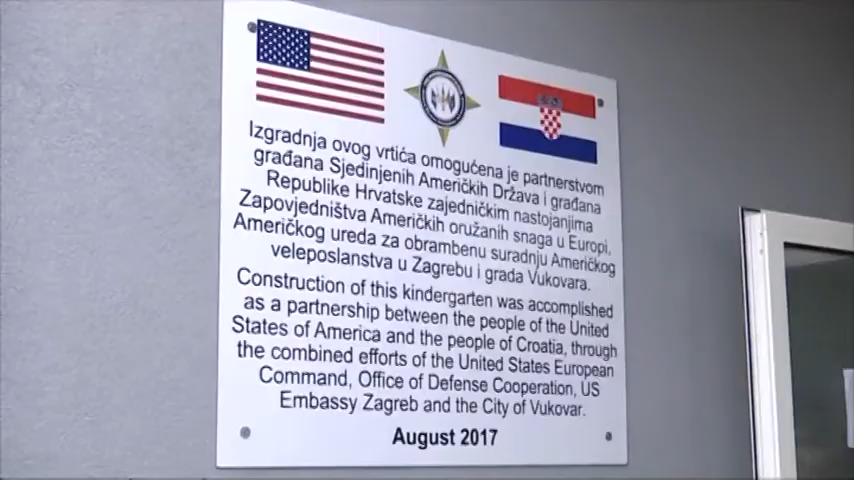 Izgradnja ovog vrtića omogućena je partnerstvom
građana Sjedinjenih Američkih Država i građana
Republike Hrvatske zajedničkim nastojanjima
Zapovjedništva Američkih oružanih snaga u Europi,
Američkog ureda za obrambenu suradnju Američkog
veleposlanstva u Zagrebu i grada Vukovara.
Construction of this kindergarten was accomplished
as a partnership between the people of the United
States of America and the people of Croatia, through
the combined efforts of the United States European
Command, Office of Defense Cooperation, US
Embassy Zagreb and the City of Vukovar.
August 2017